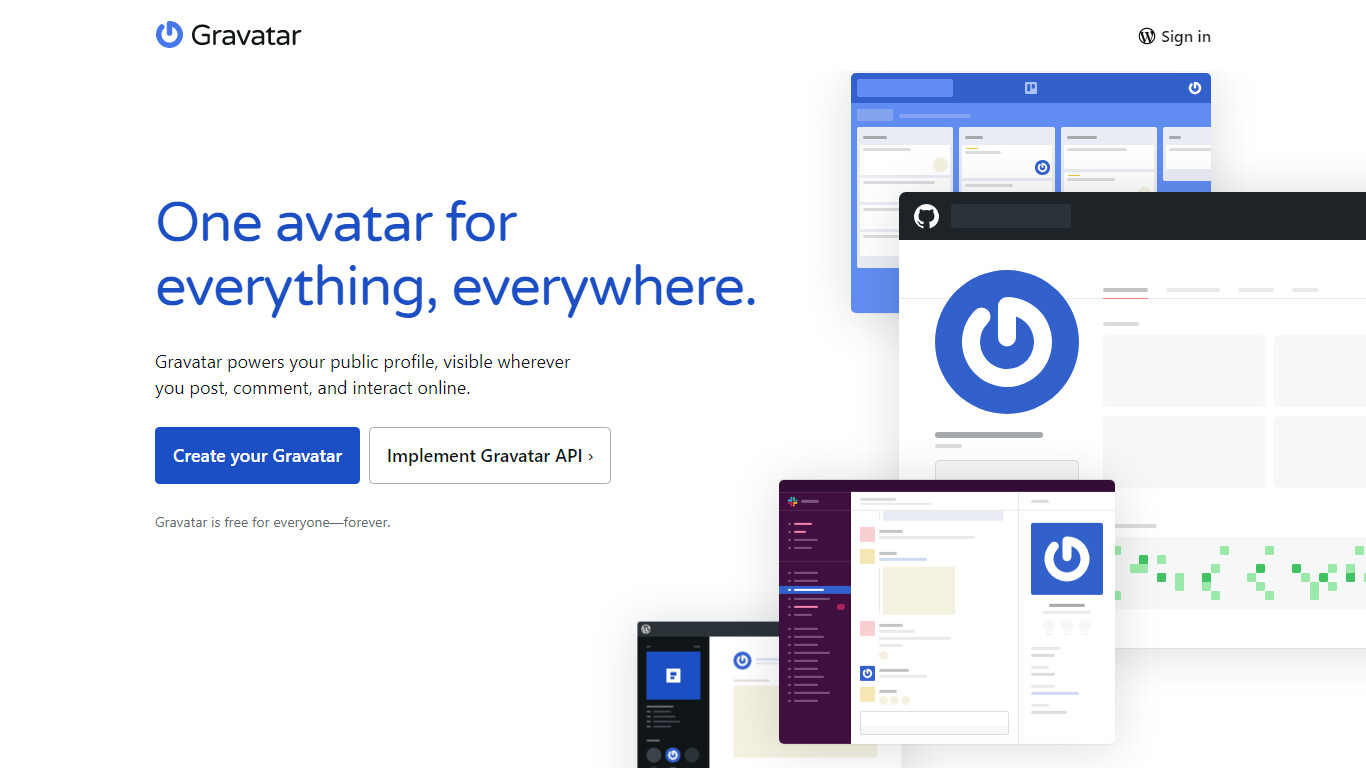 Gravatar
Sign in
One avatar for
everything, everywhere.
Gravatar powers your public profile, visible wherever
you post, comment, and interact online.
Create your Gravatar
Implement Gravatar API ›
Gravatar is free for everyone—forever.